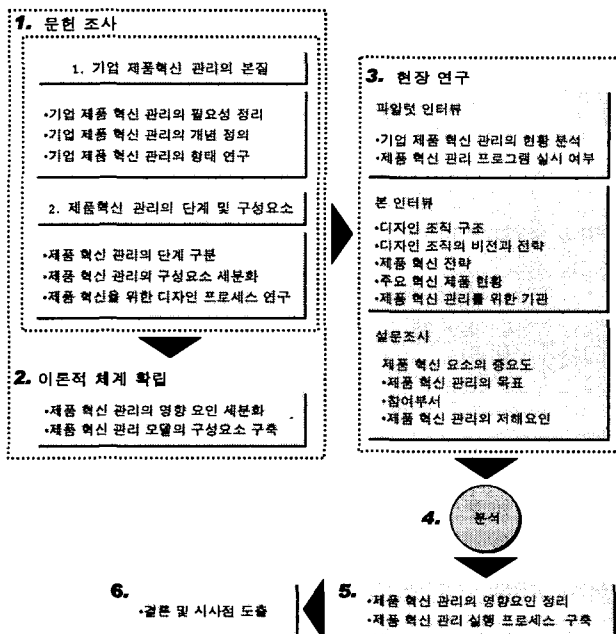 1. 문헌 조사
1. 기업 제품혁신 관리의 본질
•기업 제품 혁신 관리의 필요성 정리
•기업 제품 혁신 관리의 개념 정의
•기업 제품 혁신 관리의 형태 연구
2. 제품혁신 관리의 단계 및 구성요소
•제품 혁신 관리의 단계 구분
•제품 혁신 관리의 구성요소 세분화
•제품 혁신을 위한 디자인 프로세스 연구
2. 이론적 체계 확립
•제품 혁신 관리의 영향 요인 세분화
•제품 혁신 관리 모델의 구성요소 구축
3. 현장 연구
파일럿 인터뷰
•기업 제품 혁신 관리의 현황 분석
•제품 혁신 관리 프로그램 실시 여부
본 인터뷰
•디자인 조직 구조
•디자인 조직의 비전과 전략
•제품 혁신 전략
•주요 혁신 제품 현황
•제품 혁신 관리를 위한 기관
설문조사
제품 혁신 요소의 중요도
•제품 혁신 관리의 목표
•참여부서
•제품 혁신 관리의 저해요인
4. 분석
5. •제품 혁신 관리의 영향요인 정리
•제품 혁신 관리 실행 프로세스 구축
6.
•결론 및 시사점 도출